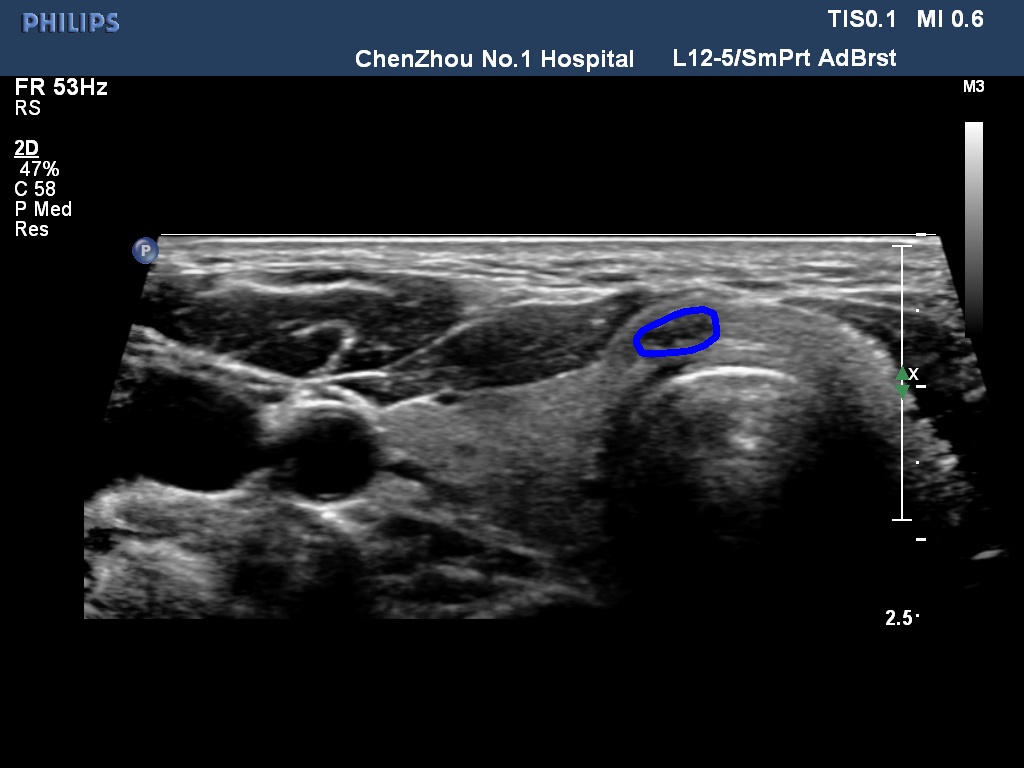 PHILIPS
TIS0.1 MI 0.6
ChenZhou No.1 Hospital L12-5/SmPrt AdBrst
FR 53Hz
RS
M3
2D
47%
C 58
P Med
Res
P
X
2.5